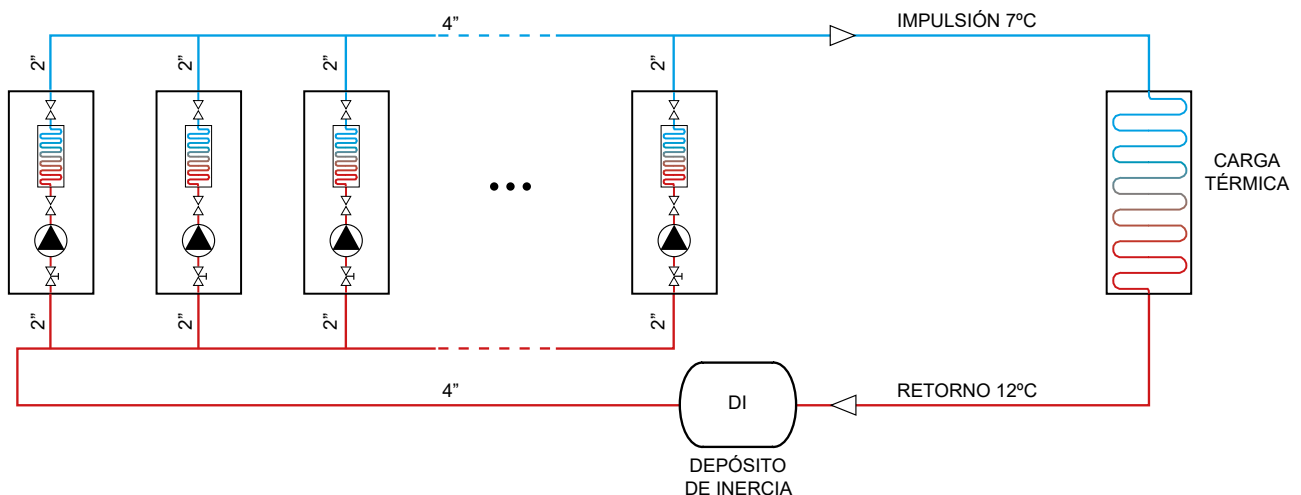 4”
IMPULSIÓN 7ºC
2”
2”
2”
2”
CARGA
TÉRMICA
2”
2”
2”
2”
4”
DI
RETORNO 12ºC
DEPÓSITO
DE INERCIA